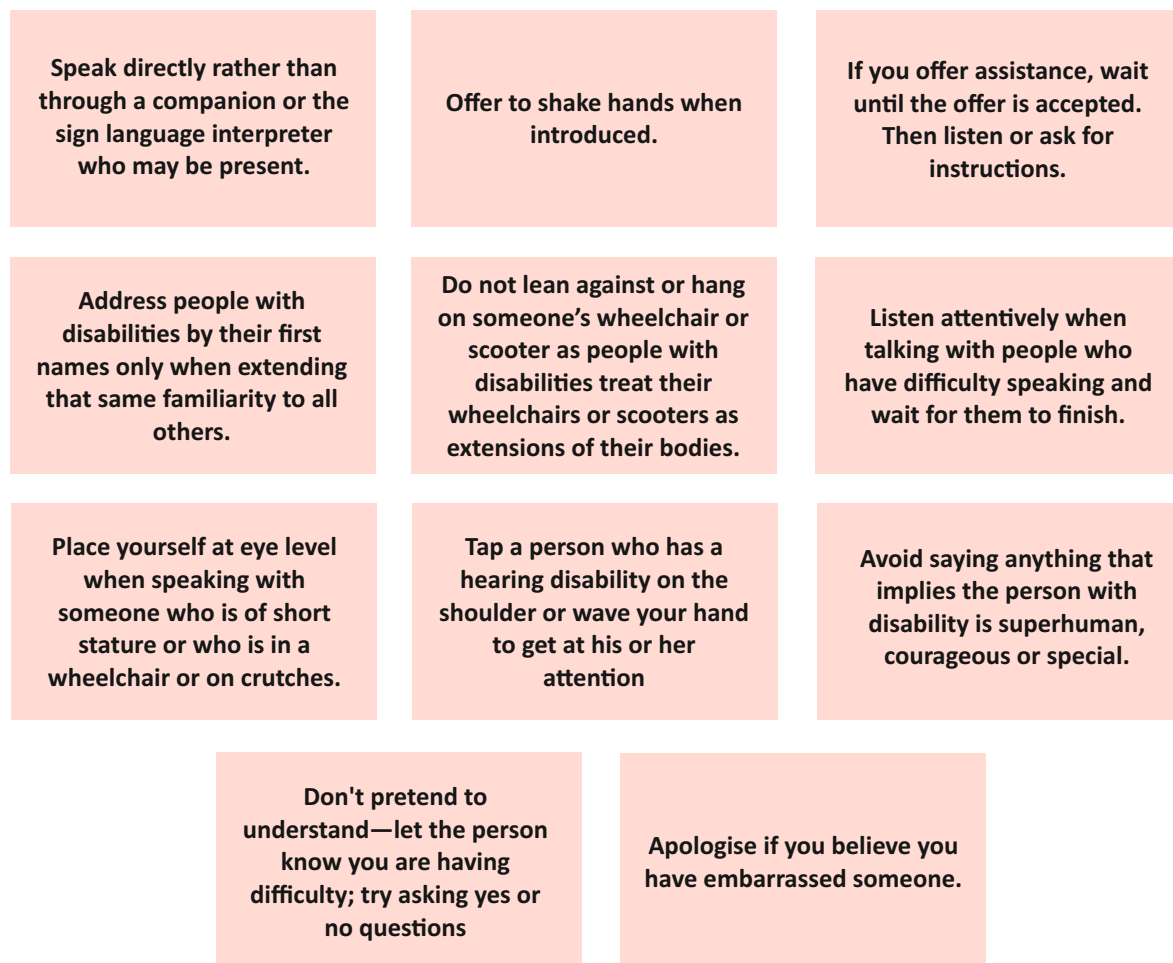 Speak directly rather than
through a companion or the
sign language interpreter
who may be present.
Offer to shake hands when
introduced.
If you offer assistance, wait
until the offer is accepted.
Then listen or ask for
instructions.
Address people with
disabilities by their first
names only when extending
that same familiarity to all
others.
Do not lean against or hang
on someone’s wheelchair or
scooter as people with
disabilities treat their
wheelchairs or scooters as
extensions of their bodies.
Listen attentively when
talking with people who
have difficulty speaking and
wait for them to finish.
Place yourself at eye level
when speaking with
someone who is of short
stature or who is in a
wheelchair or on crutches.
Tap a person who has a
hearing disability on the
shoulder or wave your hand
to get at his or her
attention
Avoid saying anything that
implies the person with
disability is superhuman,
courageous or special.
Don't pretend to
understand—let the person
know you are having
difficulty; try asking yes or
no questions
Apologise if you believe you
have embarrassed someone.